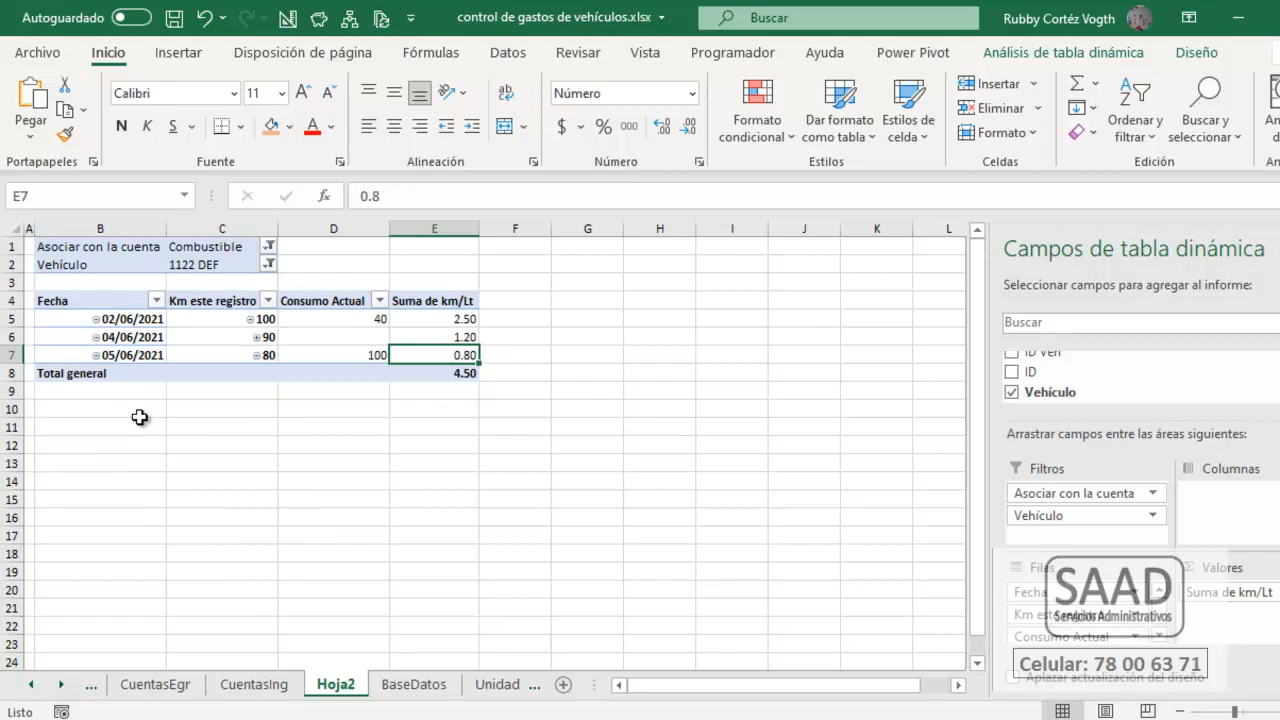 Autoguardado control de gastos de vehículos.xlsx Buscar Rubby Cortéz Vogth
Archivo Inicio Insertar Disposición de página Fórmulas Datos Revisar Vista Programador Ayuda Power Pivot Análisis de tabla dinámica Diseño
Pegar
Portapapeles
Calibri 11
N K S
Fuente
Alineación
Número
$ % 000
Número
Formato condicional
Dar formato como tabla
Estilos de celda
Estilos
Insertar
Eliminar
Formato
Celdas
Ordenar y filtrar
Buscar y seleccionar
Edición
E7 fx 0.8
A B C D E F G H I J K L
1 Asociar con la cuenta Combustible
2 Vehículo 1122 DEF
3
4 Fecha Km este registro Consumo Actual Suma de km/Lt
5 02/06/2021 100 40 2.50
6 04/06/2021 90 1.20
7 05/06/2021 80 100 0.80
8 Total general 4.50
9
10
11
12
13
14
15
16
17
18
19
20
21
22
23
24
Campos de tabla dinámica
Seleccionar campos para agregar al informe:
Buscar
ID Ven
ID
Vehículo
Arrastrar campos entre las áreas siguientes:
Filtros Columnas
Asociar con la cuenta
Vehículo
Filas Valores
Fecha Suma de km/Lt
Km este registro
Consumo Actual
SAAD
Servicios Administrativos
Celular: 78 00 63 71
Aplazar actualización del diseño
... CuentasEgr CuentasIng Hoja2 BaseDatos Unidad ...
Listo